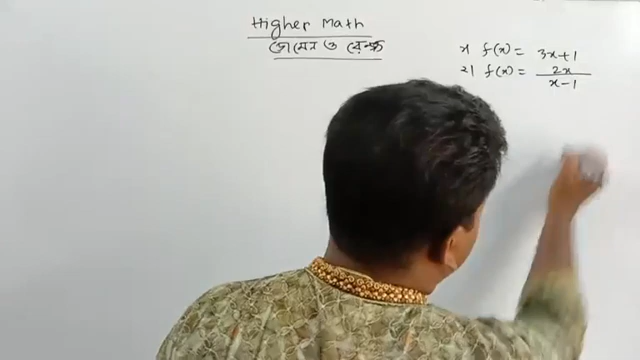 Higher Math
ডোমেন ও রেঞ্জ
১। f(x) = 3x+1
২। f(x) = 2x / x-1